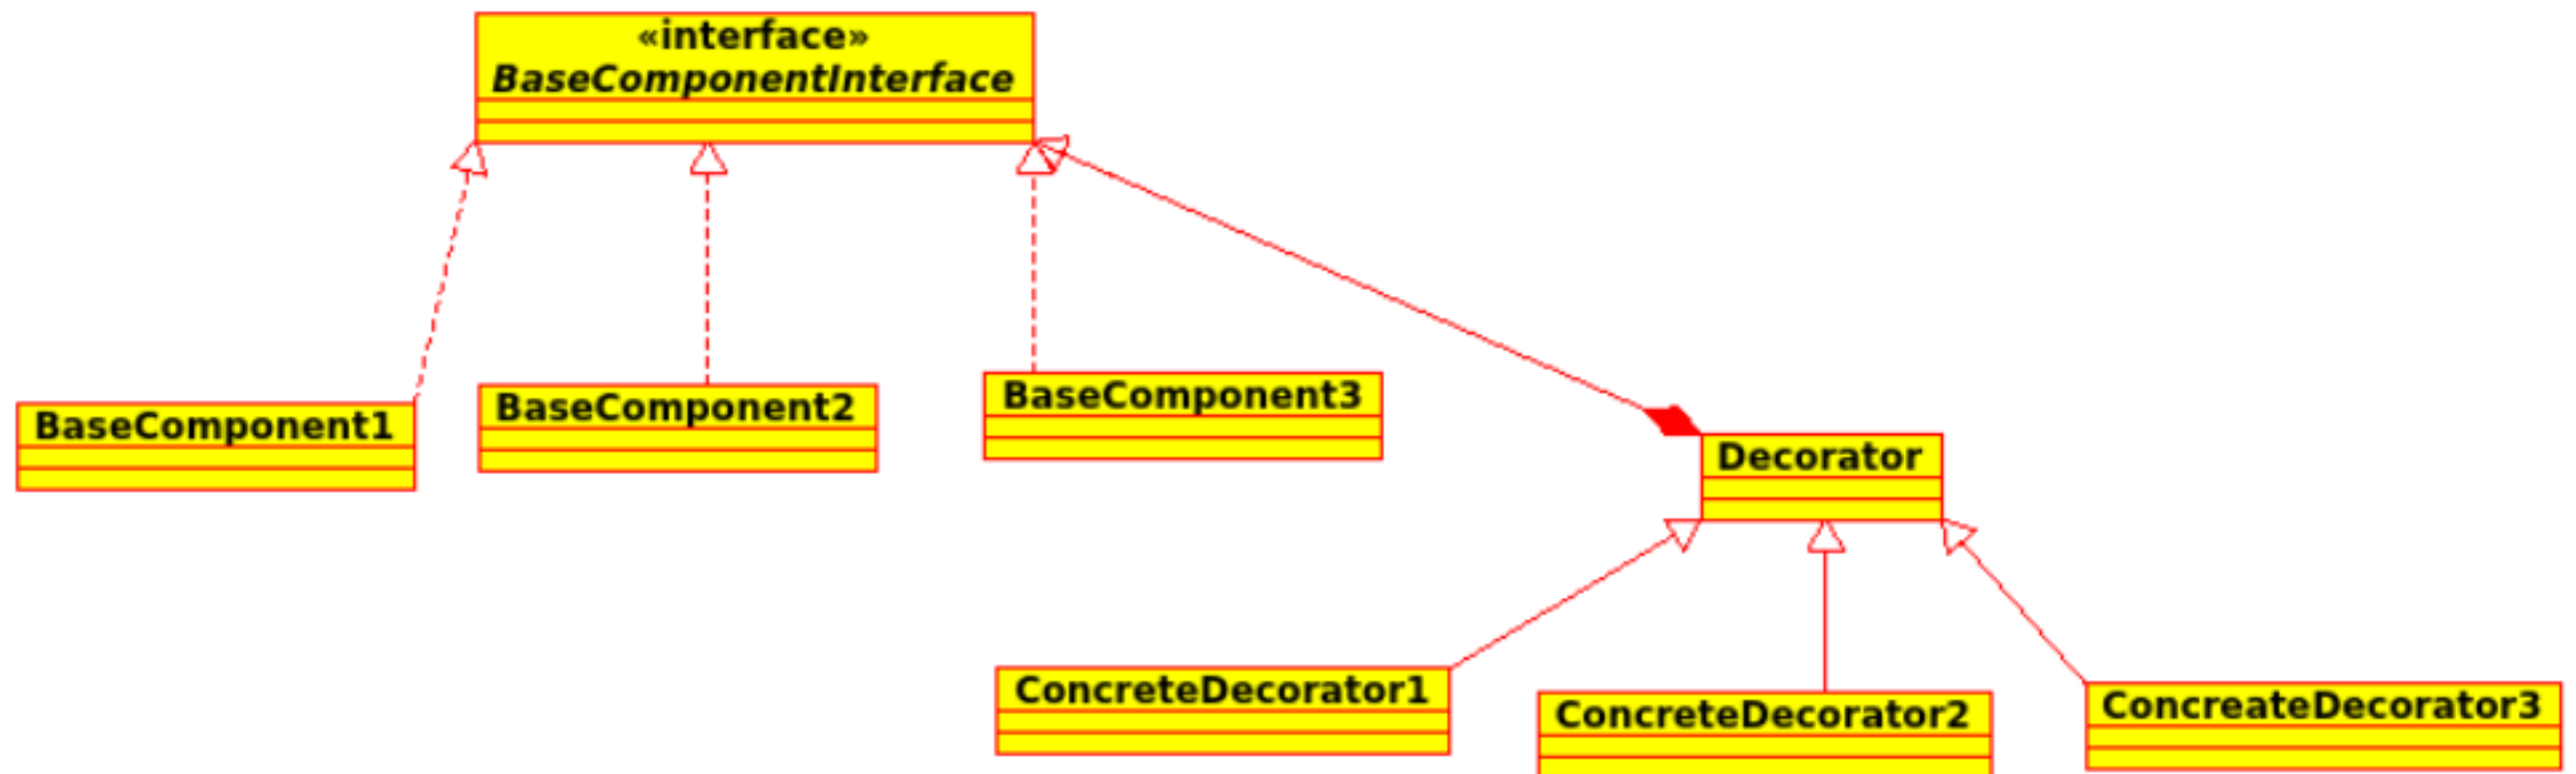 «interface»
BaseComponentInterface
BaseComponent1
BaseComponent2
BaseComponent3
Decorator
ConcreteDecorator1
ConcreteDecorator2
ConcreateDecorator3